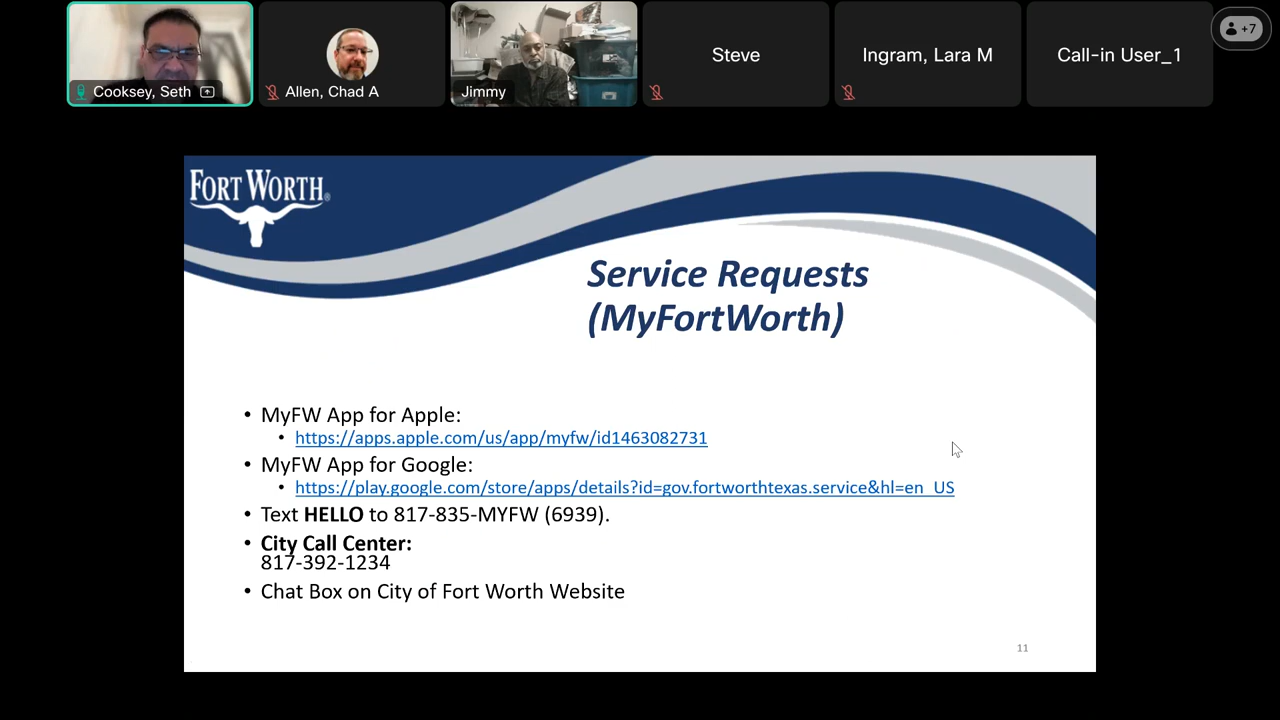 Cooksey, Seth
Allen, Chad A
Jimmy
Steve
Ingram, Lara M
Call-in User_1
+7
FORT WORTH®
Service Requests
(MyFortWorth)
• MyFW App for Apple:
• https://apps.apple.com/us/app/myfw/id1463082731
• MyFW App for Google:
• https://play.google.com/store/apps/details?id=gov.fortworthtexas.service&hl=en_US
• Text HELLO to 817-835-MYFW (6939).
• City Call Center:
817-392-1234
• Chat Box on City of Fort Worth Website
11